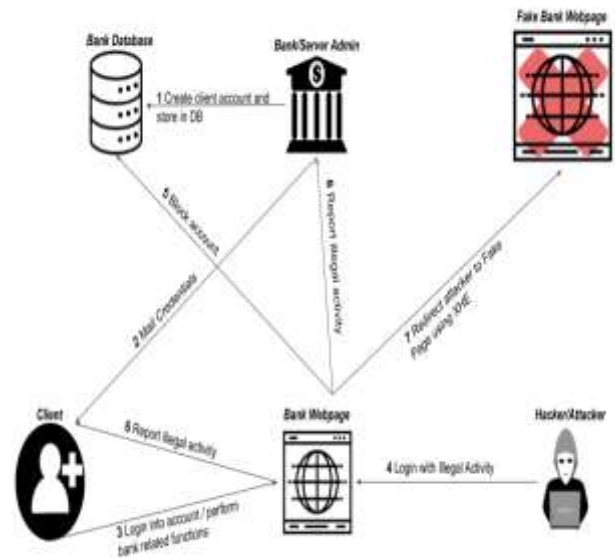 Fake Bank Webpage
Bank Database
Bank/Server Admin
1 Create client account and
store in DB
5 Block account
6 Report illegal activity
2 Mail Credentials
7 Redirect attacker to Fake
Page using XHE
Client
Bank Webpage
Hacker/Attacker
6 Report illegal activity
4 Login with Illegal Activity
3 Login into account / perform
bank related functions